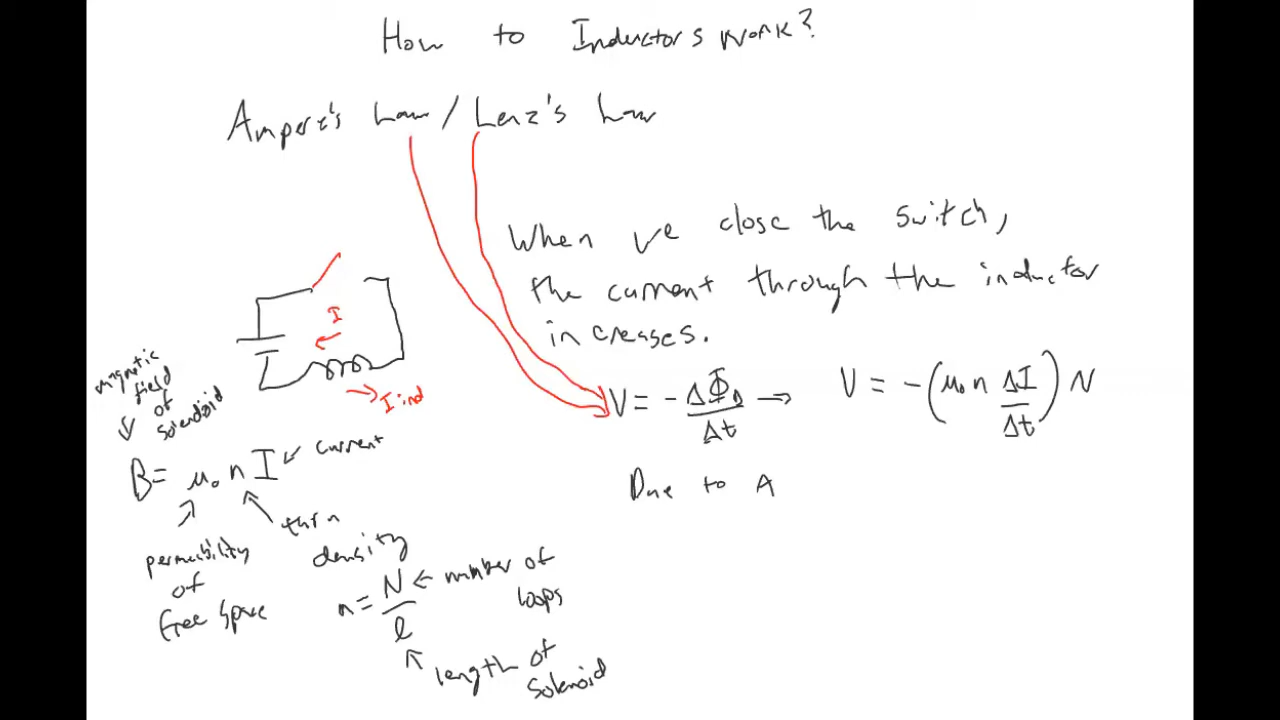 How to Inductors work?
Ampere's Law / Lenz's Law
When we close the switch,
the current through the inductor
increases.
I
I ind
V = - ΔΦB/Δt → V = -(μ₀ n ΔI/Δt) N
Due to A
magnetic
field
of
Solenoid
B = μ₀ n I ← current
permeability
of
free space
turn
density
n = N/l ← number of
loops
length of
Solenoid